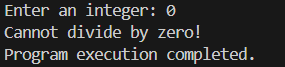 Enter an integer: 0
Cannot divide by zero!
Program execution completed.